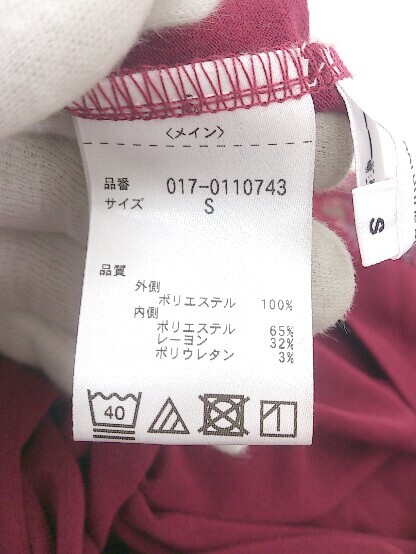 〈メイン〉
品番 017-0110743
サイズ S
品質
外側
ポリエステル 100%
内側
ポリエステル 65%
レーヨン 32%
ポリウレタン 3%
40
S